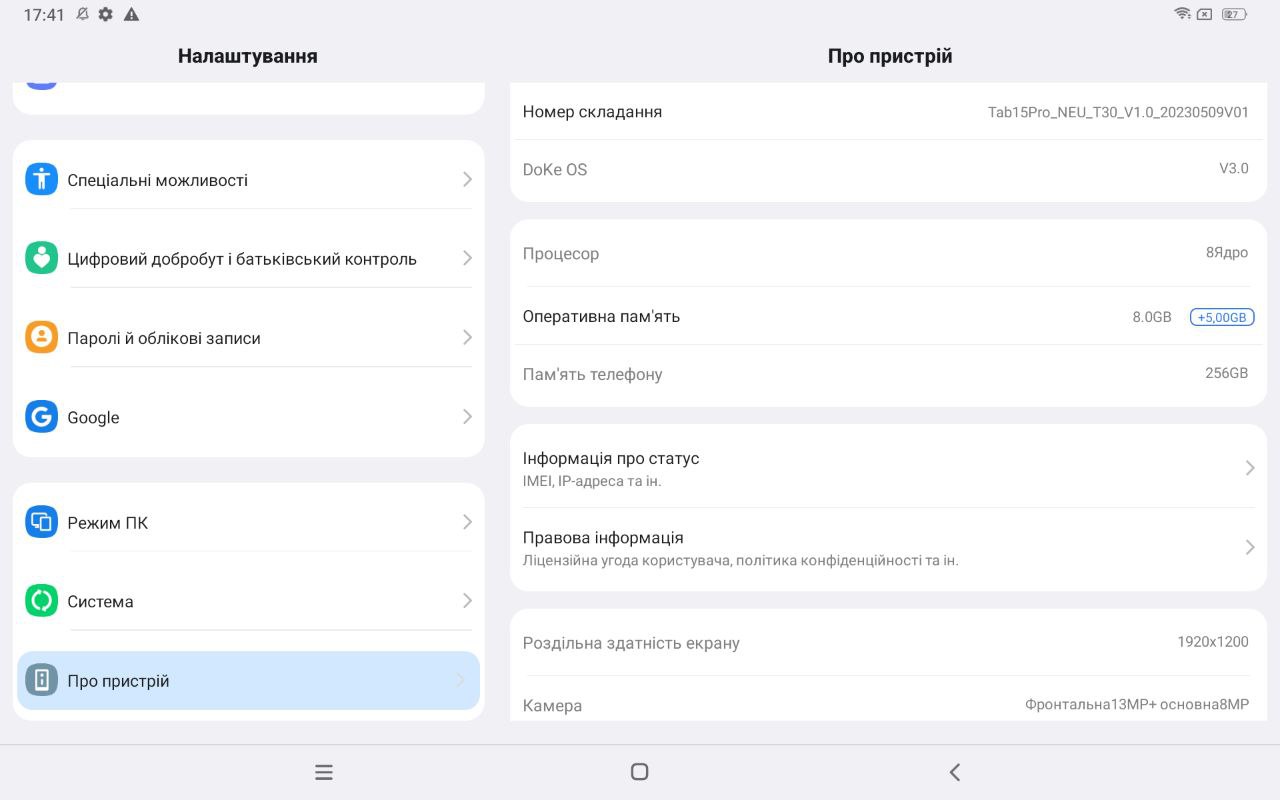 17:41
27
Налаштування
Спеціальні можливості
Цифровий добробут і батьківський контроль
Паролі й облікові записи
Google
Режим ПК
Система
Про пристрій
Про пристрій
Номер складання
Tab15Pro_NEU_T30_V1.0_20230509V01
DoKe OS
V3.0
Процесор
8Ядро
Оперативна пам'ять
8.0GB +5,00GB
Пам'ять телефону
256GB
Інформація про статус
IMEI, IP-адреса та ін.
Правова інформація
Ліцензійна угода користувача, політика конфіденційності та ін.
Роздільна здатність екрану
1920x1200
Камера
Фронтальна13MP+ основна8MP